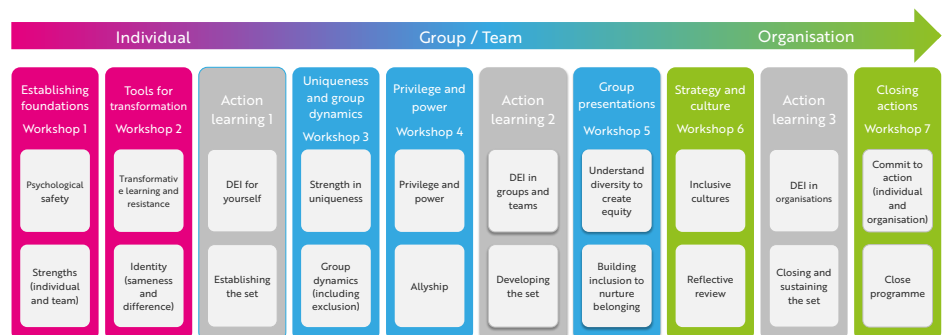 Individual
Group / Team
Organisation
Establishing
foundations
Workshop 1
Psychological
safety
Strengths
(individual
and team)
Tools for
transformation
Workshop 2
Transformativ
e learning and
resistance
Identity
(sameness
and
difference)
Action
learning 1
DEI for
yourself
Establishing
the set
Uniqueness
and group
dynamics
Workshop 3
Strength in
uniqueness
Group
dynamics
(including
exclusion)
Privilege and
power
Workshop 4
Privilege and
power
Allyship
Action
learning 2
DEI in
groups and
teams
Developing
the set
Group
presentations
Workshop 5
Understand
diversity to
create
equity
Building
inclusion to
nurture
belonging
Strategy and
culture
Workshop 6
Inclusive
cultures
Reflective
review
Action
learning 3
DEI in
organisations
Closing and
sustaining
the set
Closing
actions
Workshop 7
Commit to
action
(individual
and
organisation)
Close
programme